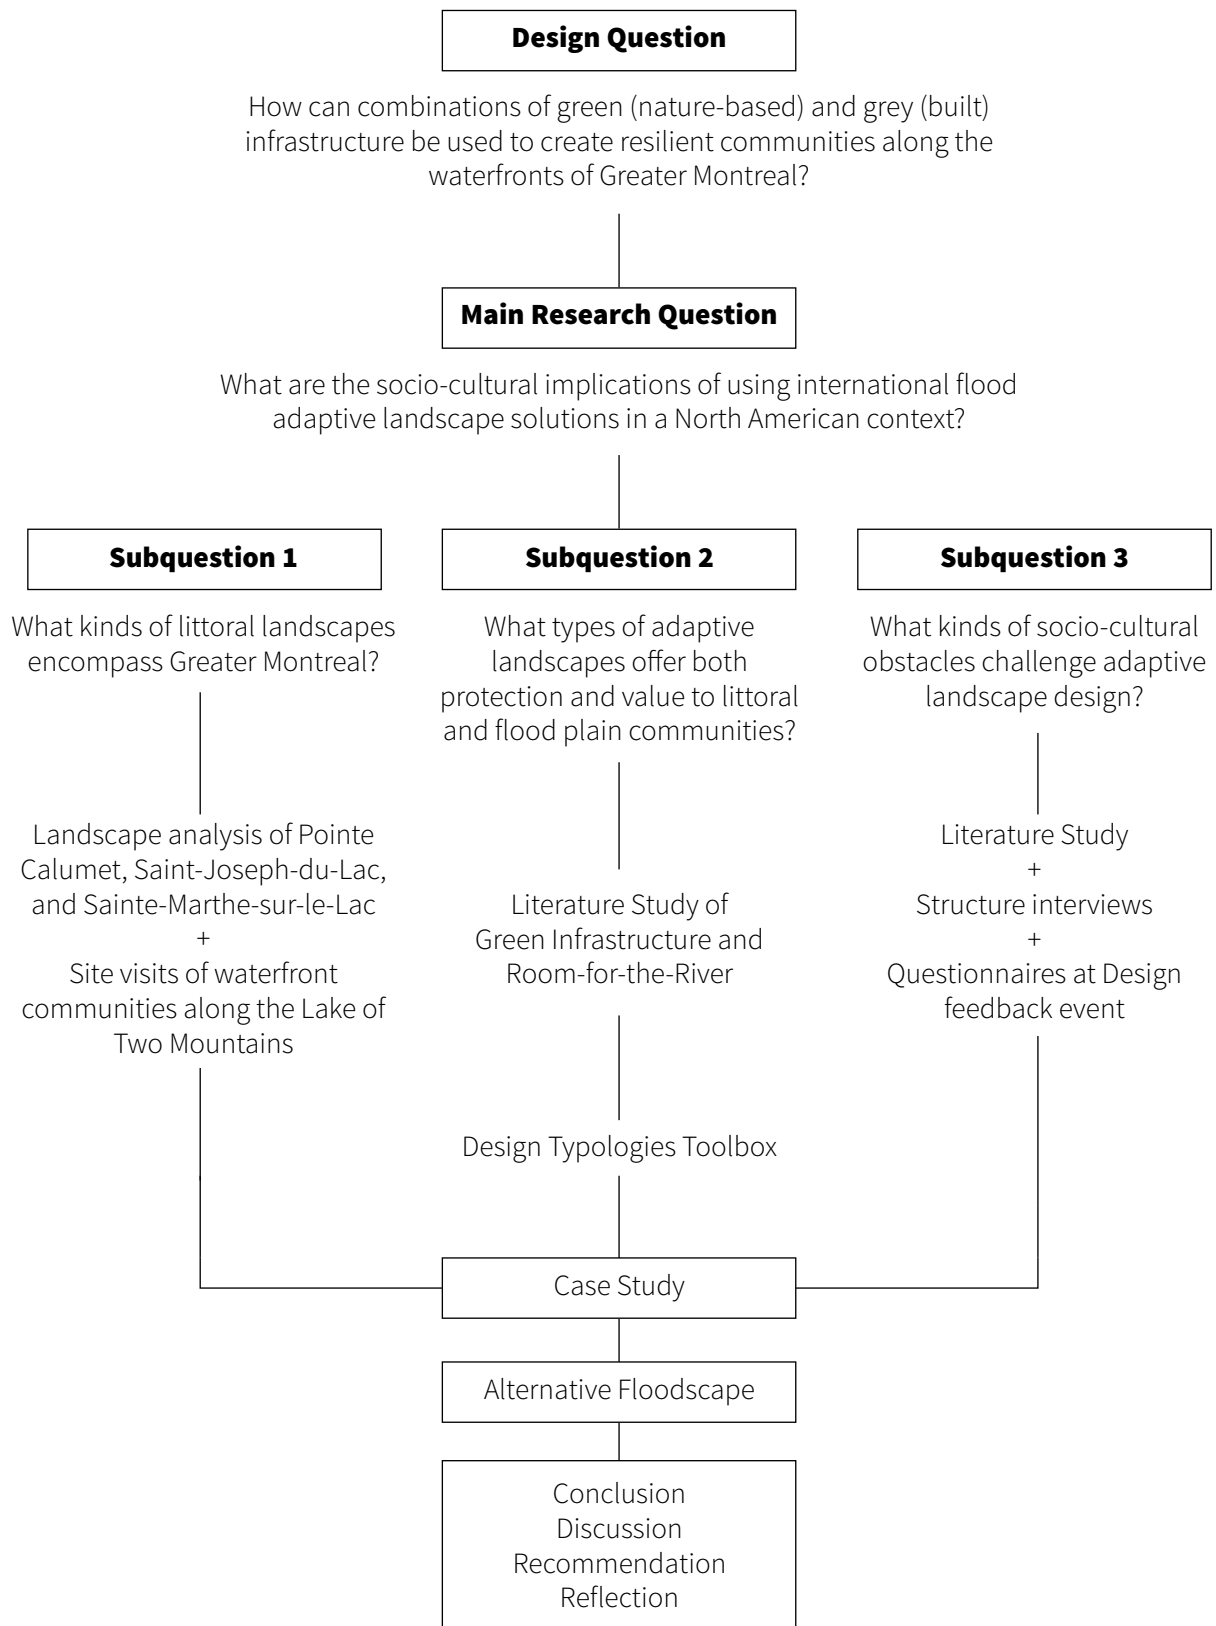 Design Question
How can combinations of green (nature-based) and grey (built)
infrastructure be used to create resilient communities along the
waterfronts of Greater Montreal?
Main Research Question
What are the socio-cultural implications of using international flood
adaptive landscape solutions in a North American context?
Subquestion 1
What kinds of littoral landscapes
encompass Greater Montreal?
Landscape analysis of Pointe
Calumet, Saint-Joseph-du-Lac,
and Sainte-Marthe-sur-le-Lac
+
Site visits of waterfront
communities along the Lake of
Two Mountains
Subquestion 2
What types of adaptive
landscapes offer both
protection and value to littoral
and flood plain communities?
Literature Study of
Green Infrastructure and
Room-for-the-River
Design Typologies Toolbox
Subquestion 3
What kinds of socio-cultural
obstacles challenge adaptive
landscape design?
Literature Study
+
Structure interviews
+
Questionnaires at Design
feedback event
Case Study
Alternative Floodscape
Conclusion
Discussion
Recommendation
Reflection